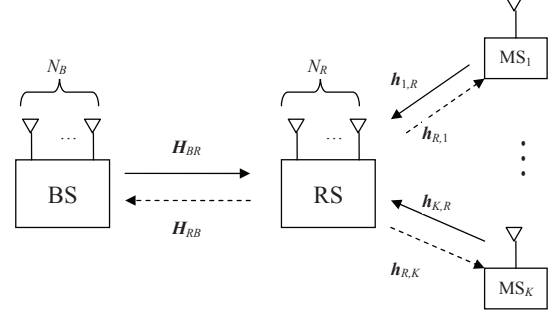 N_B
N_R
MS_1
h_{1,R}
h_{R,1}
...
...
H_{BR}
BS
RS
H_{RB}
h_{K,R}
h_{R,K}
MS_K